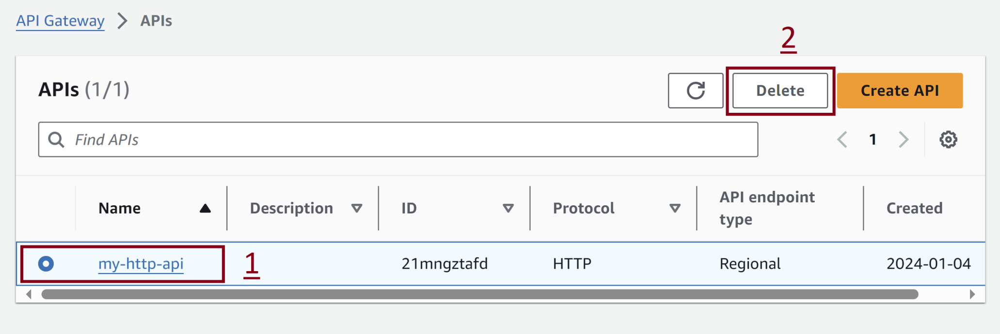 API Gateway > APIs
2
APIs (1/1)
Delete
Create API
Find APIs
1
Name
Description
ID
Protocol
API endpoint
type
Created
my-http-api
1
21mngztafd
HTTP
Regional
2024-01-04